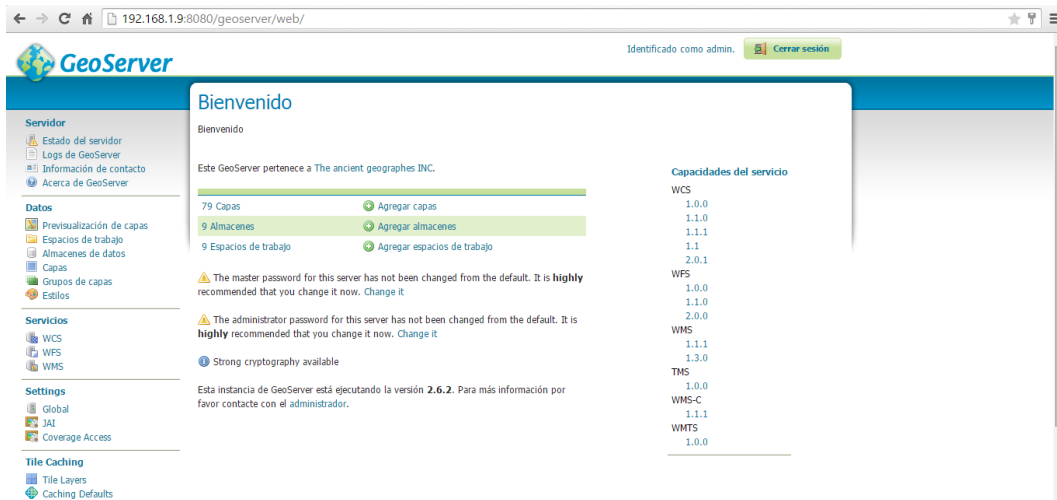 192.168.1.9:8080/geoserver/web/
GeoServer
Identificado como admin.
Cerrar sesión
Servidor
Estado del servidor
Logs de GeoServer
Información de contacto
Acerca de GeoServer
Datos
Previsualización de capas
Espacios de trabajo
Almacenes de datos
Capas
Grupos de capas
Estilos
Servicios
WCS
WFS
WMS
Settings
Global
JAI
Coverage Access
Tile Caching
Tile Layers
Caching Defaults
Bienvenido
Bienvenido
Este GeoServer pertenece a The ancient geographes INC.
79 Capas Agregar capas
9 Almacenes Agregar almacenes
9 Espacios de trabajo Agregar espacios de trabajo
The master password for this server has not been changed from the default. It is highly
recommended that you change it now. Change it
The administrator password for this server has not been changed from the default. It is
highly recommended that you change it now. Change it
Strong cryptography available
Esta instancia de GeoServer está ejecutando la versión 2.6.2. Para más información por
favor contacte con el administrador.
Capacidades del servicio
WCS
1.0.0
1.1.0
1.1.1
1.1
2.0.1
WFS
1.0.0
1.1.0
2.0.0
WMS
1.1.1
1.3.0
TMS
1.0.0
WMS-C
1.1.1
WMTS
1.0.0